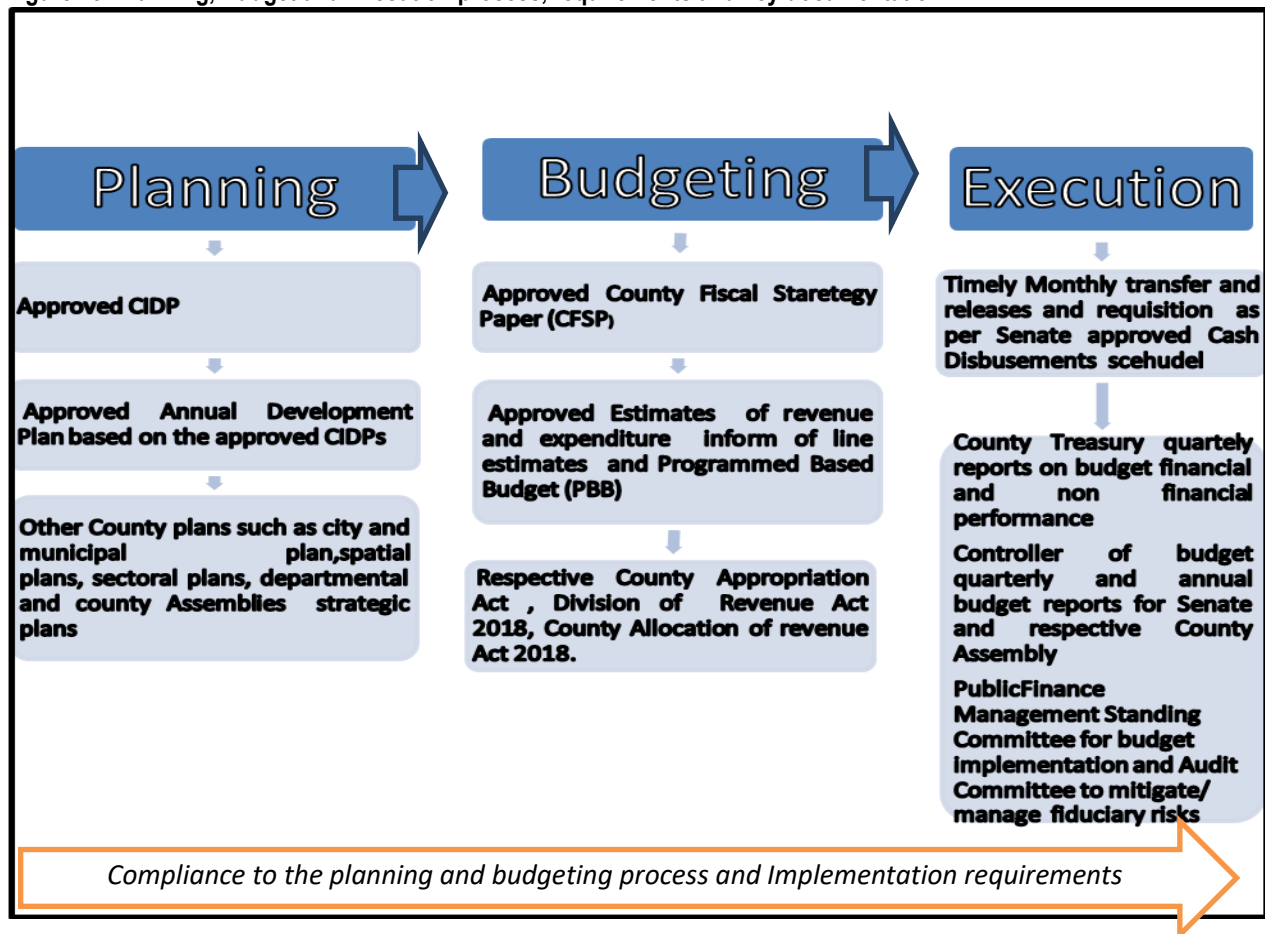 Planning
Approved CIDP
Approved Annual Development
Plan based on the approved CIDPs
Other County plans such as city and
municipal plan,spatial
plans, sectoral plans, departmental
and county Assemblies strategic
plans
Budgeting
Approved County Fiscal Staretegy
Paper (CFSP)
Approved Estimates of revenue
and expenditure inform of line
estimates and Programmed Based
Budget (PBB)
Respective County Appropriation
Act , Division of Revenue Act
2018, County Allocation of revenue
Act 2018.
Execution
Timely Monthly transfer and
releases and requisition as
per Senate approved Cash
Disbusements scehudel
County Treasury quartely
reports on budget financial
and non financial
performance
Controller of budget
quarterly and annual
budget reports for Senate
and respective County
Assembly
PublicFinance
Management Standing
Committee for budget
implementation and Audit
Committee to mitigate/
manage fiduciary risks
Compliance to the planning and budgeting process and Implementation requirements